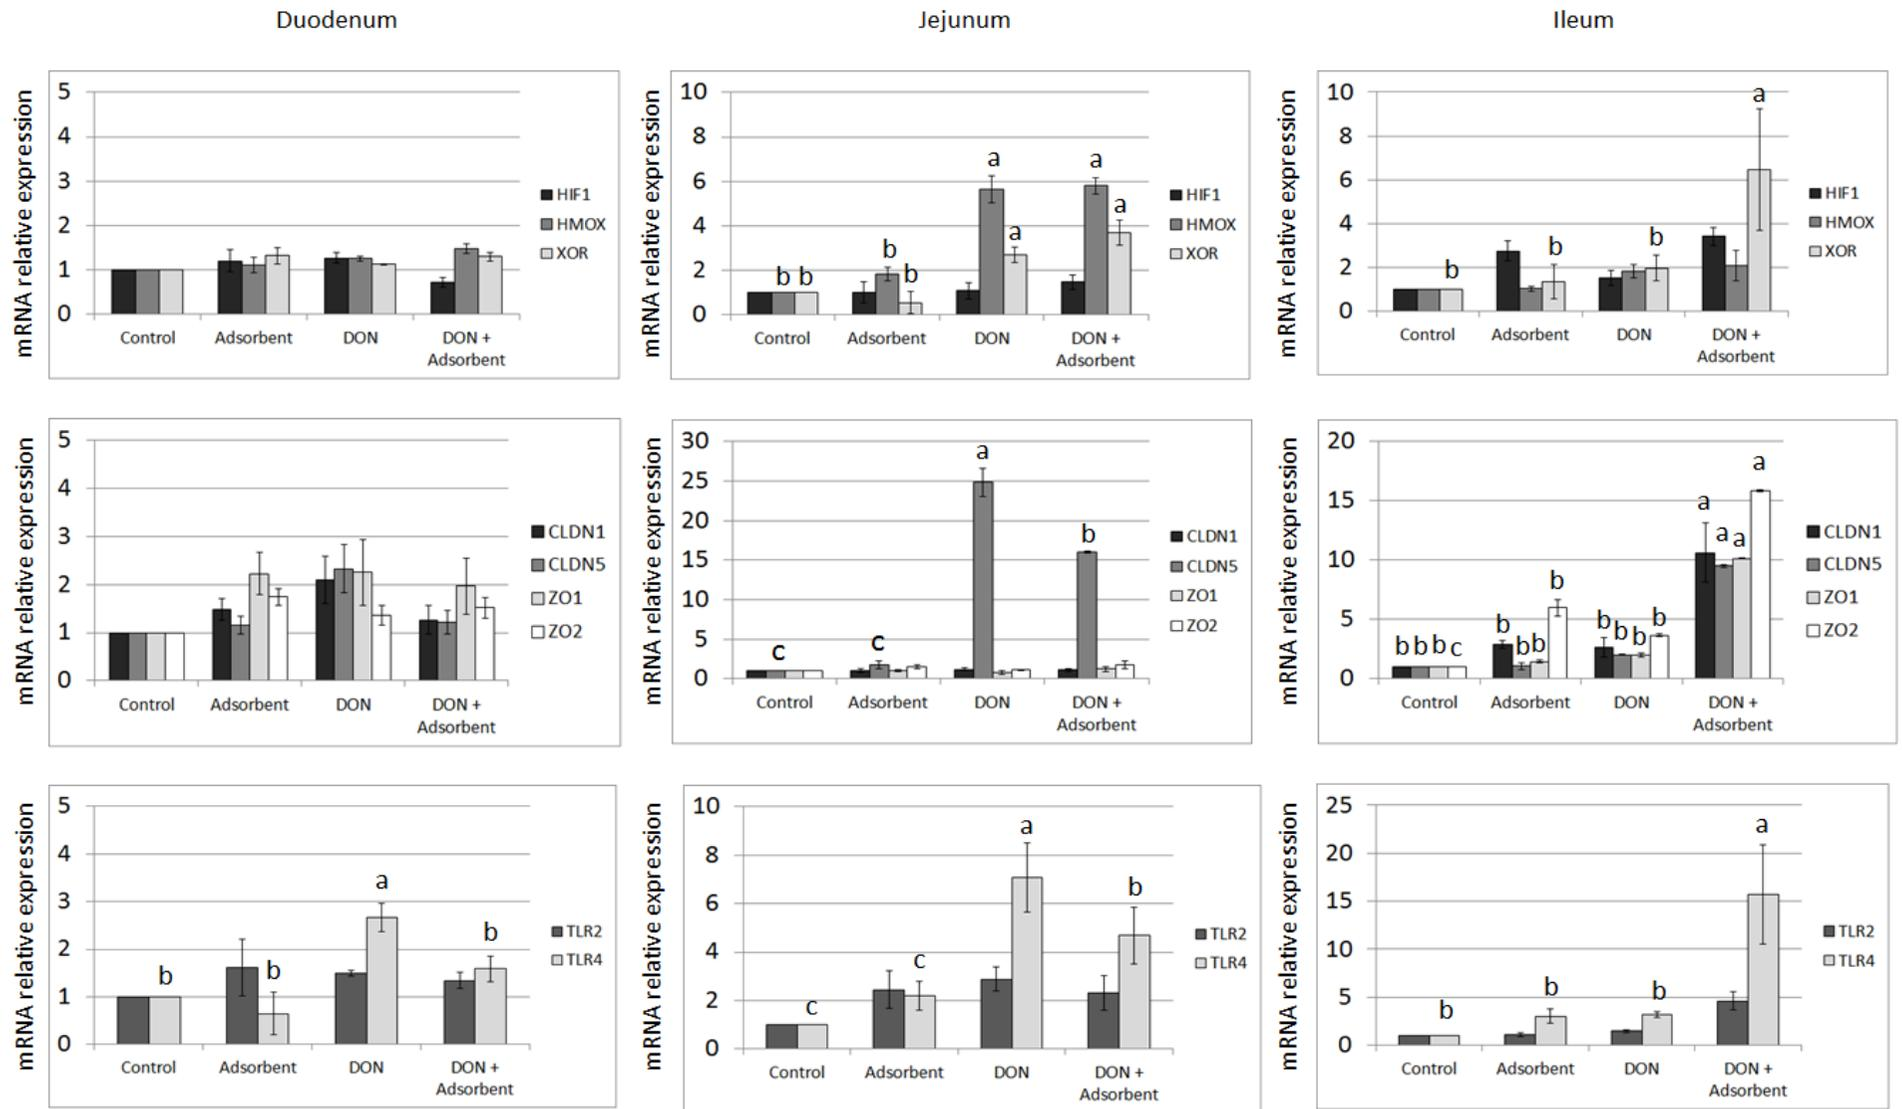 Duodenum
Jejunum
Ileum
mRNA relative expression
5
4
3
2
1
0
Control
Adsorbent
DON
DON +
Adsorbent
HIF1
HMOX
XOR
mRNA relative expression
10
8
6
4
2
0
b b
b
b
a
a
a
a
Control
Adsorbent
DON
DON +
Adsorbent
HIF1
HMOX
XOR
mRNA relative expression
10
8
6
4
2
0
b
b
b
a
Control
Adsorbent
DON
DON +
Adsorbent
HIF1
HMOX
XOR
mRNA relative expression
5
4
3
2
1
0
Control
Adsorbent
DON
DON +
Adsorbent
CLDN1
CLDN5
ZO1
ZO2
mRNA relative expression
30
25
20
15
10
5
0
c
c
a
b
Control
Adsorbent
DON
DON +
Adsorbent
CLDN1
CLDN5
ZO1
ZO2
mRNA relative expression
20
15
10
5
0
b b b c
b
b b
b
b b b
b
a
a a
a
Control
Adsorbent
DON
DON +
Adsorbent
CLDN1
CLDN5
ZO1
ZO2
mRNA relative expression
5
4
3
2
1
0
b
b
a
b
Control
Adsorbent
DON
DON +
Adsorbent
TLR2
TLR4
mRNA relative expression
10
8
6
4
2
0
c
c
a
b
Control
Adsorbent
DON
DON +
Adsorbent
TLR2
TLR4
mRNA relative expression
25
20
15
10
5
0
b
b
b
a
Control
Adsorbent
DON
DON +
Adsorbent
TLR2
TLR4